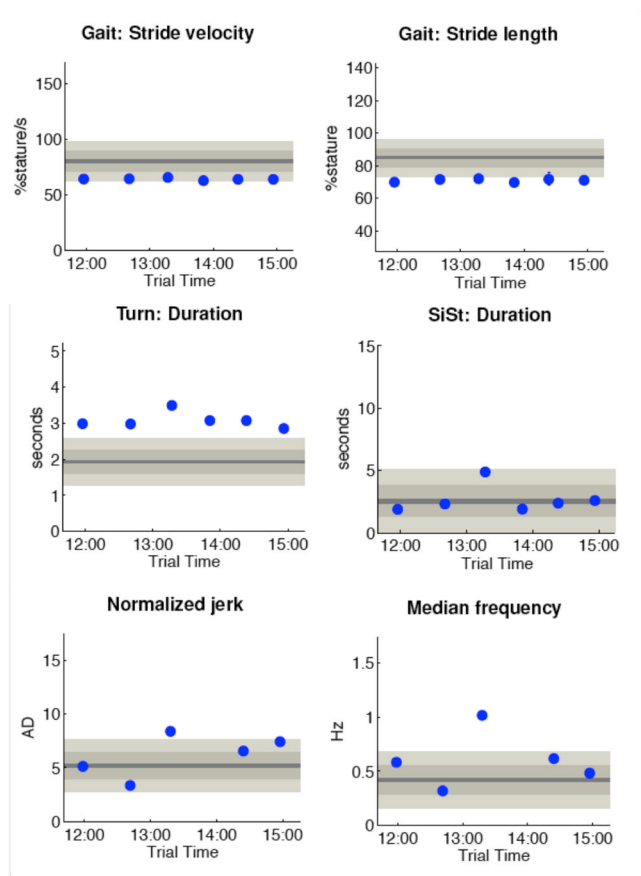 Gait: Stride velocity
%stature/s
150
100
50
0
12:00 13:00 14:00 15:00
Trial Time
Gait: Stride length
%stature
140
120
100
80
60
40
12:00 13:00 14:00 15:00
Trial Time
Turn: Duration
seconds
5
4
3
2
1
0
12:00 13:00 14:00 15:00
Trial Time
SiSt: Duration
seconds
15
10
5
0
12:00 13:00 14:00 15:00
Trial Time
Normalized jerk
AD
15
10
5
0
12:00 13:00 14:00 15:00
Trial Time
Median frequency
Hz
1.5
1
0.5
0
12:00 13:00 14:00 15:00
Trial Time